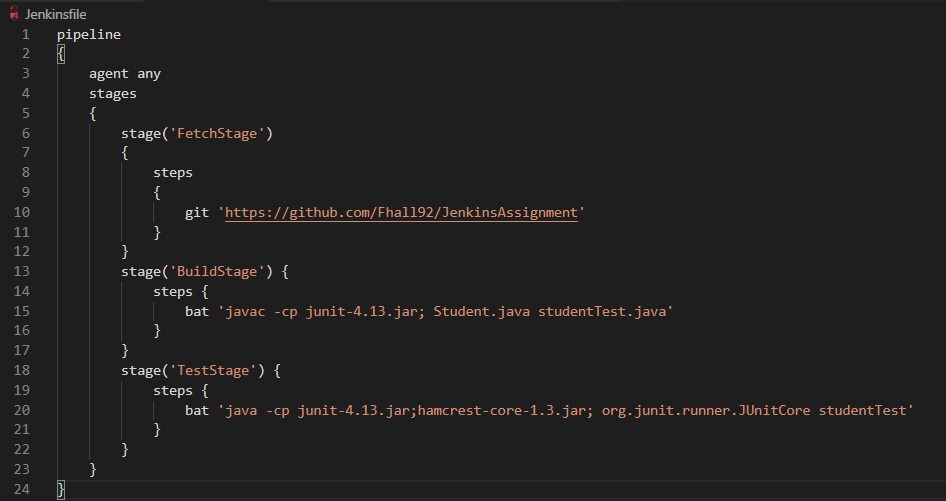 Jenkinsfile
1 pipeline
2 {
3 agent any
4 stages
5 {
6 stage('FetchStage')
7 {
8 steps
9 {
10 git 'https://github.com/Fhall92/JenkinsAssignment'
11 }
12 }
13 stage('BuildStage') {
14 steps {
15 bat 'javac -cp junit-4.13.jar; Student.java studentTest.java'
16 }
17 }
18 stage('TestStage') {
19 steps {
20 bat 'java -cp junit-4.13.jar;hamcrest-core-1.3.jar; org.junit.runner.JUnitCore studentTest'
21 }
22 }
23 }
24 }